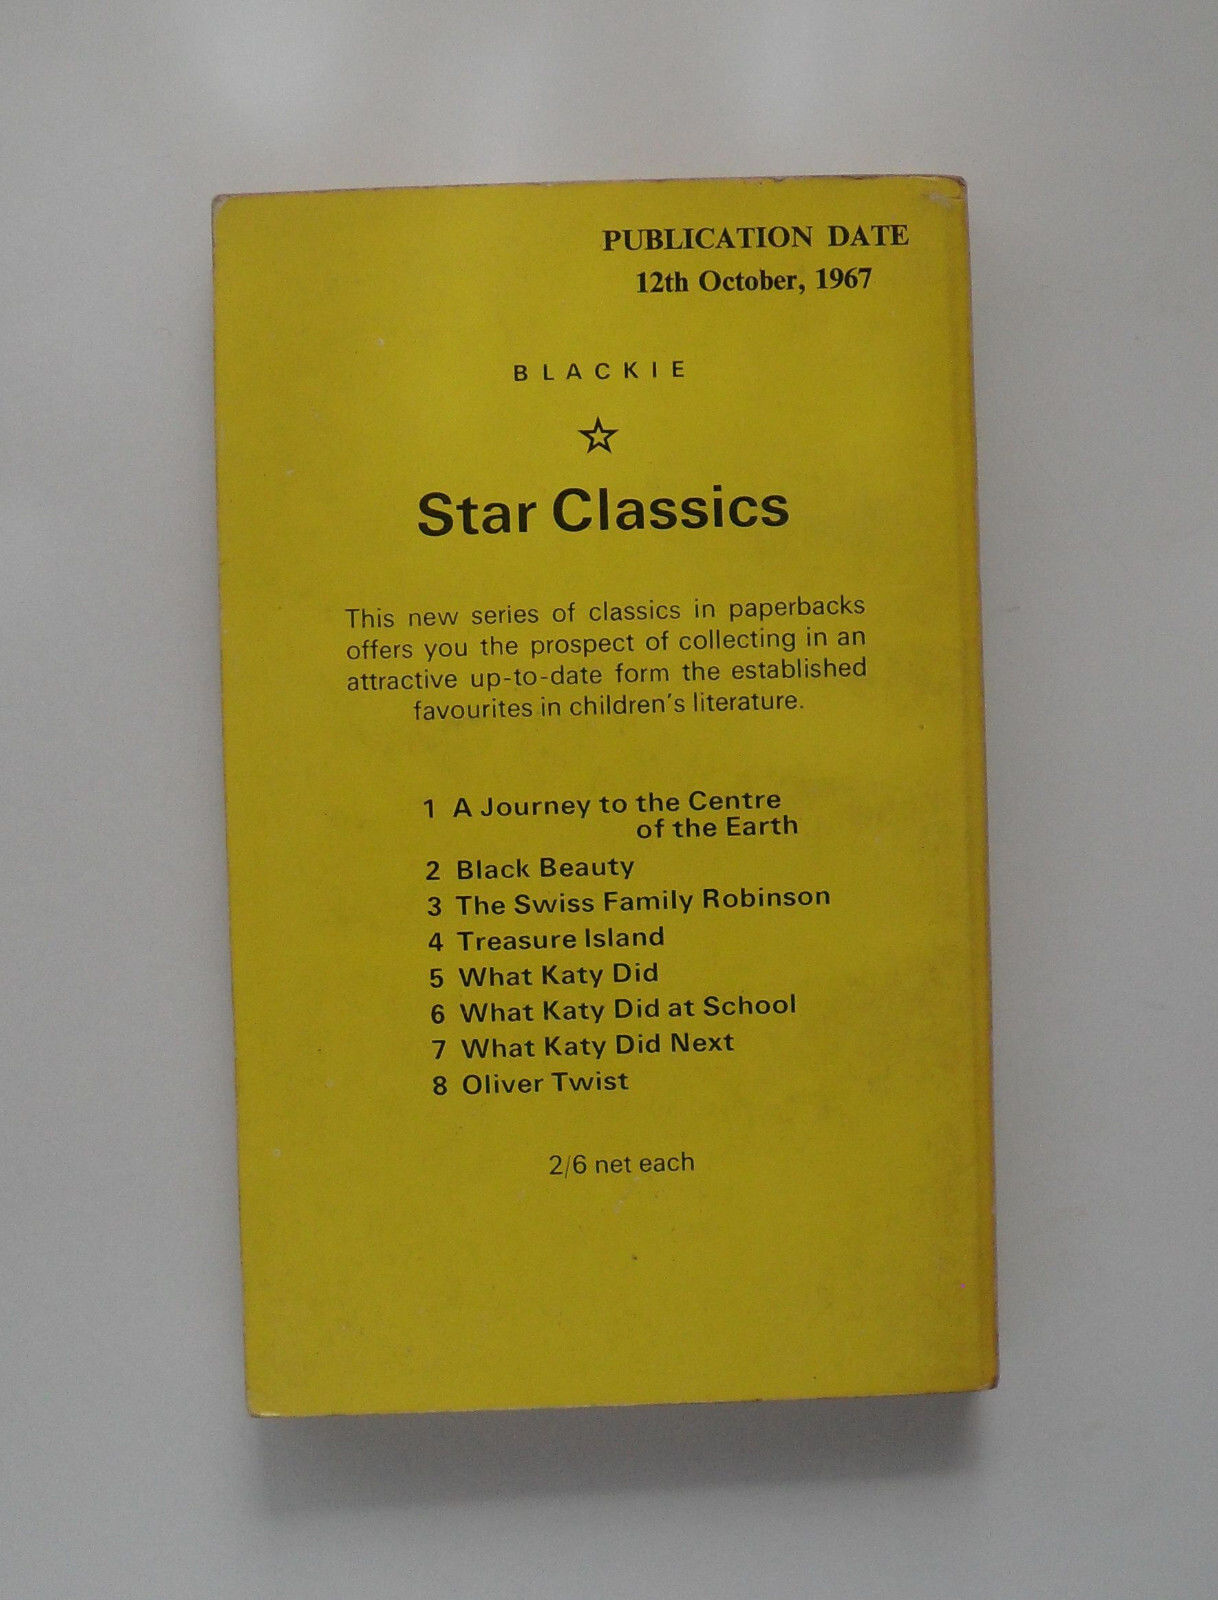 PUBLICATION DATE
12th October, 1967
BLACKIE
Star Classics
This new series of classics in paperbacks
offers you the prospect of collecting in an
attractive up-to-date form the established
favourites in children's literature.
1 A Journey to the Centre
of the Earth
2 Black Beauty
3 The Swiss Family Robinson
4 Treasure Island
5 What Katy Did
6 What Katy Did at School
7 What Katy Did Next
8 Oliver Twist
2/6 net each